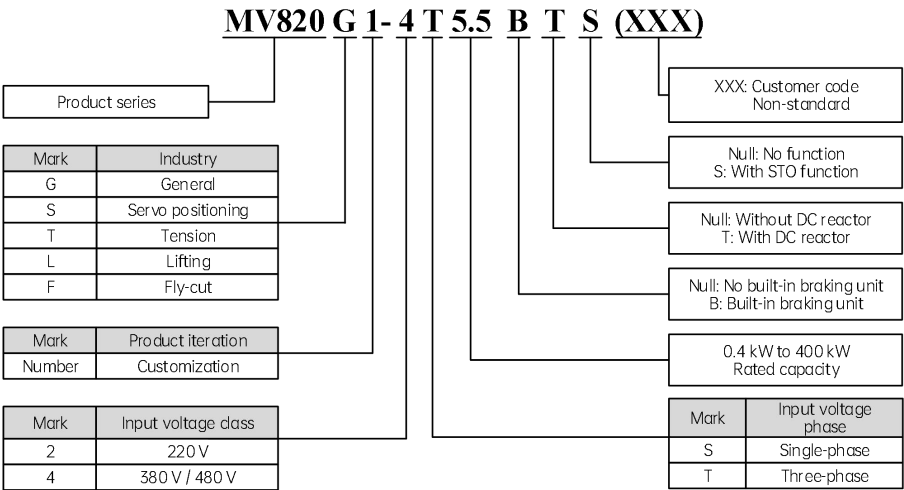 MV820 G 1- 4 T 5.5 B T S (XXX)
Product series
Mark Industry
G General
S Servo positioning
T Tension
L Lifting
F Fly-cut
Mark Product iteration
Number Customization
Mark Input voltage class
2 220 V
4 380 V / 480 V
XXX: Customer code
Non-standard
Null: No function
S: With STO function
Null: Without DC reactor
T: With DC reactor
Null: No built-in braking unit
B: Built-in braking unit
0.4 kW to 400 kW
Rated capacity
Mark Input voltage
phase
S Single-phase
T Three-phase